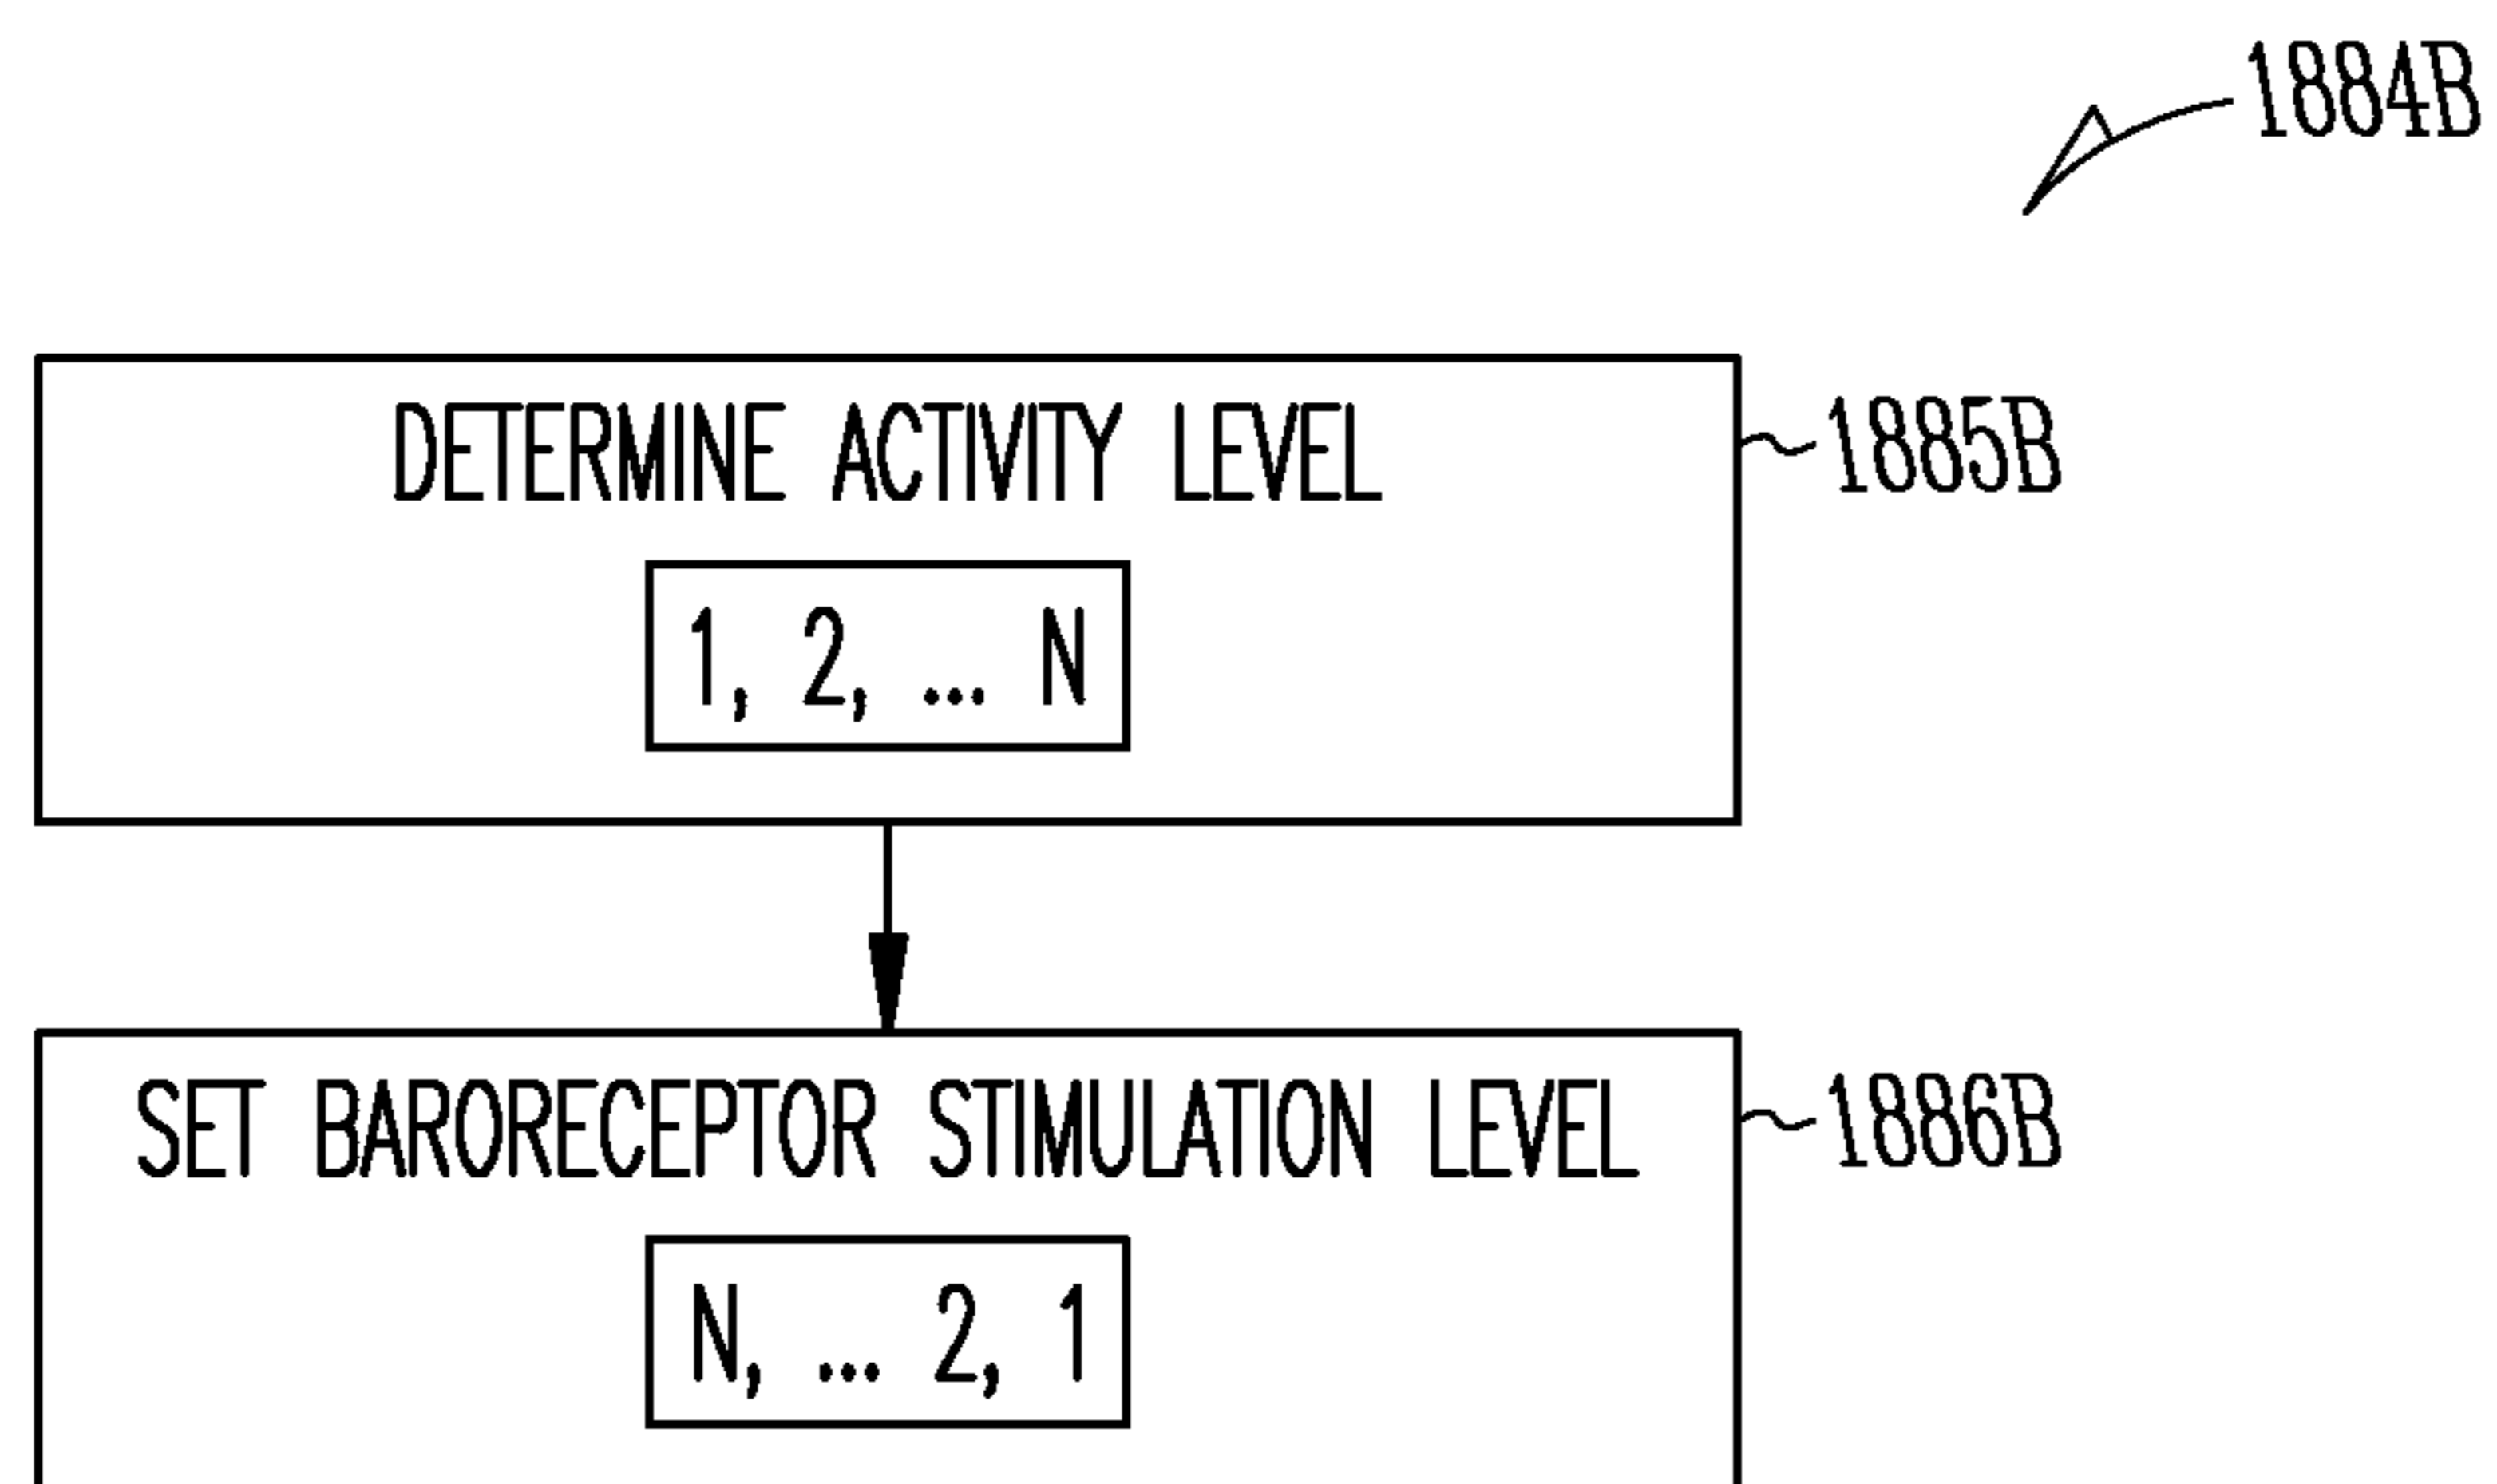 1884B
DETERMINE ACTIVITY LEVEL
1885B
1, 2, ... N
SET BARORECEPTOR STIMULATION LEVEL
1886B
N, ... 2, 1